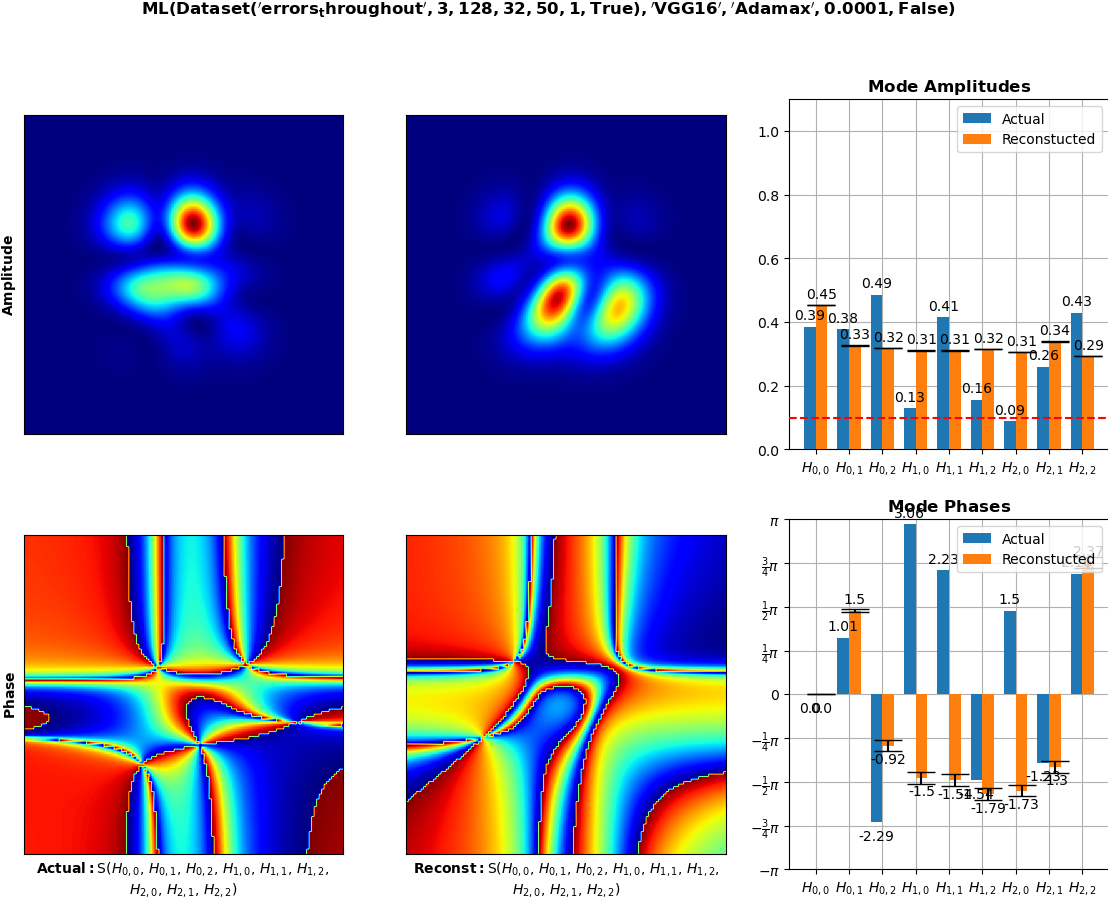 ML(Dataset('errors_throughout', 3, 128, 32, 50, 1, True), 'VGG16', 'Adamax', 0.0001, False)
Amplitude
Mode Amplitudes
Actual
Reconstucted
1.0
0.8
0.6
0.4
0.2
0.0
0.39 0.45 0.38 0.33 0.49 0.32 0.13 0.31 0.41 0.31 0.16 0.32 0.09 0.31 0.26 0.34 0.43 0.29
H0,0 H0,1 H0,2 H1,0 H1,1 H1,2 H2,0 H2,1 H2,2
Phase
Actual: S(H0,0, H0,1, H0,2, H1,0, H1,1, H1,2,
H2,0, H2,1, H2,2)
Reconst: S(H0,0, H0,1, H0,2, H1,0, H1,1, H1,2,
H2,0, H2,1, H2,2)
Mode Phases
Actual
Reconstucted
π
3/4π
1/2π
1/4π
0
−1/4π
−1/2π
−3/4π
−π
0.0 0.0 1.01 1.5 -2.29 -0.92 3.06 -1.5 2.23 -1.54 -1.79 1.5 -1.73 -1.23 -1.3 2.37
H0,0 H0,1 H0,2 H1,0 H1,1 H1,2 H2,0 H2,1 H2,2